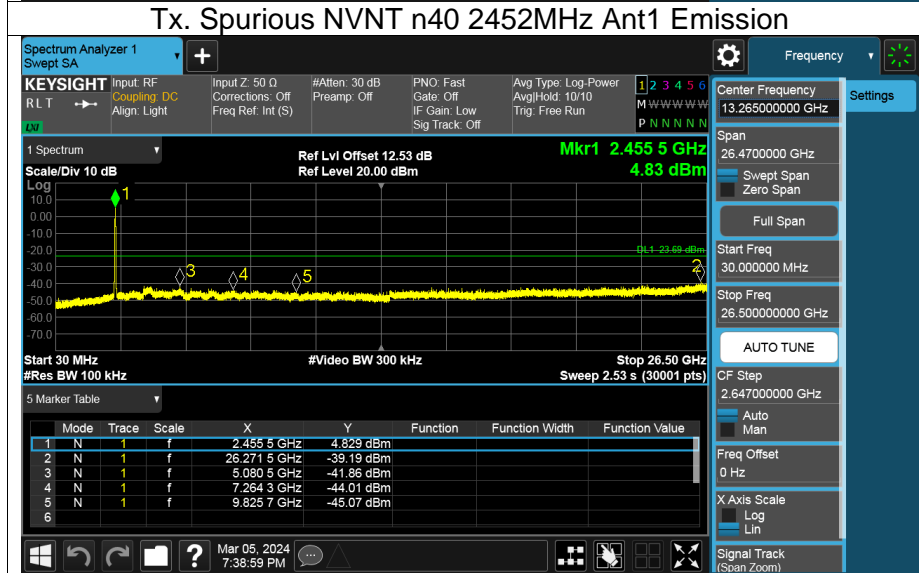 Tx. Spurious NVNT n40 2452MHz Ant1 Emission
Spectrum Analyzer 1
Swept SA
+
Frequency
KEYSIGHT
RLT
LXI
Input: RF
Coupling: DC
Align: Light
Input Z: 50 Ω
Corrections: Off
Freq Ref: Int (S)
#Atten: 30 dB
Preamp: Off
PNO: Fast
Gate: Off
IF Gain: Low
Sig Track: Off
Avg Type: Log-Power
Avg|Hold: 10/10
Trig: Free Run
1 2 3 4 5 6
M W W W W W
P N N N N N
Center Frequency
13.265000000 GHz
Settings
Span
26.4700000 GHz
Swept Span
Zero Span
Full Span
Start Freq
30.000000 MHz
Stop Freq
26.500000000 GHz
AUTO TUNE
CF Step
2.647000000 GHz
Auto
Man
Freq Offset
0 Hz
X Axis Scale
Log
Lin
Signal Track
(Span Zoom)
1 Spectrum
Scale/Div 10 dB
Ref Lvl Offset 12.53 dB
Ref Level 20.00 dBm
Mkr1 2.455 5 GHz
4.83 dBm
Log
10.0
0.00
-10.0
-20.0
-30.0
-40.0
-50.0
-60.0
-70.0
1
DL1 -23.69 dBm
3
4
5
2
Start 30 MHz
#Res BW 100 kHz
#Video BW 300 kHz
Stop 26.50 GHz
Sweep 2.53 s (30001 pts)
5 Marker Table
Mode Trace Scale X Y Function Function Width Function Value
1 N 1 f 2.455 5 GHz 4.829 dBm
2 N 1 f 26.271 5 GHz -39.19 dBm
3 N 1 f 5.080 5 GHz -41.86 dBm
4 N 1 f 7.264 3 GHz -44.01 dBm
5 N 1 f 9.825 7 GHz -45.07 dBm
6
?
Mar 05, 2024
7:38:59 PM